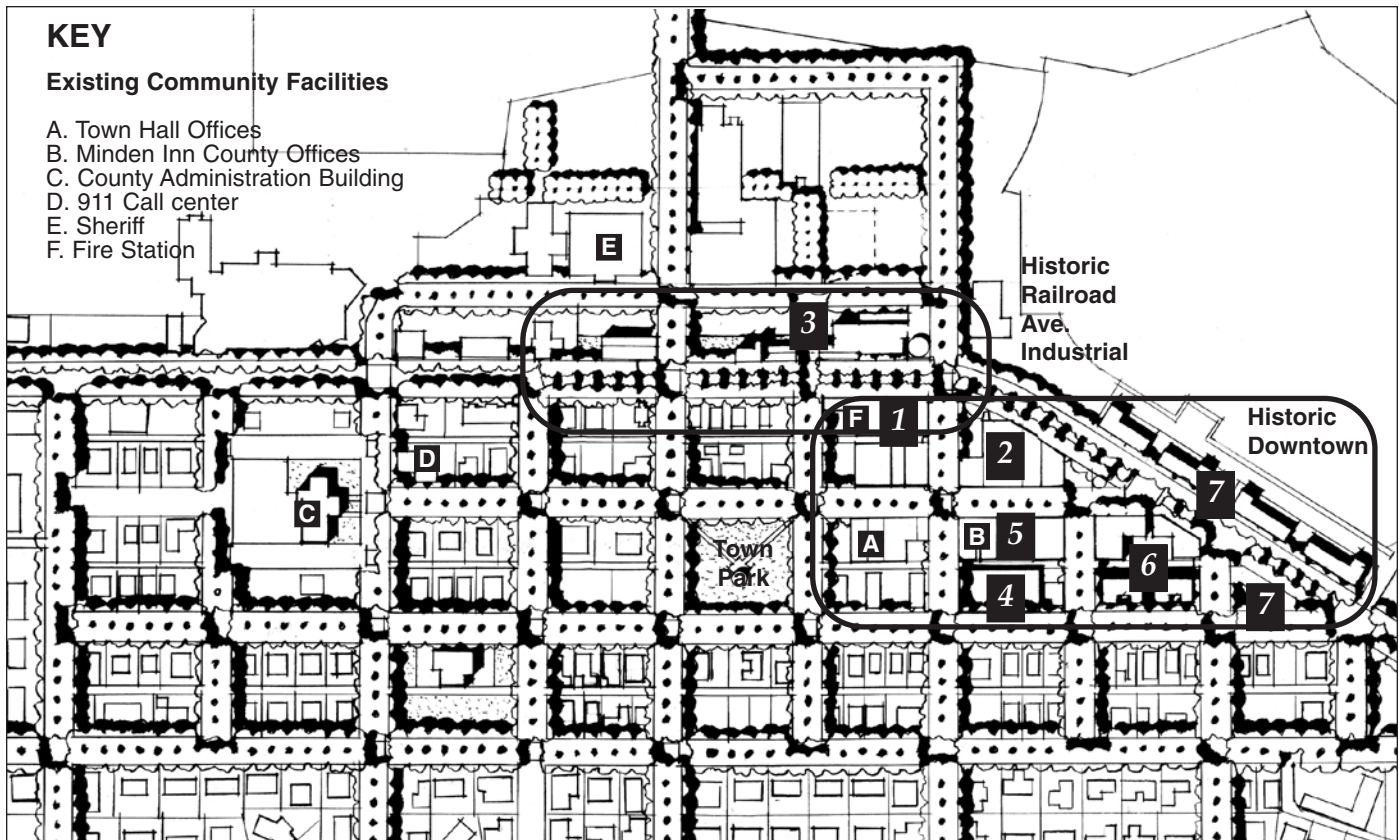 KEY
Existing Community Facilities
A. Town Hall Offices
B. Minden Inn County Offices
C. County Administration Building
D. 911 Call center
E. Sheriff
F. Fire Station
E
Historic
Railroad
Ave.
Industrial
3
F
1
Historic
Downtown
2
D
7
C
A
B
5
Town
Park
6
4
7